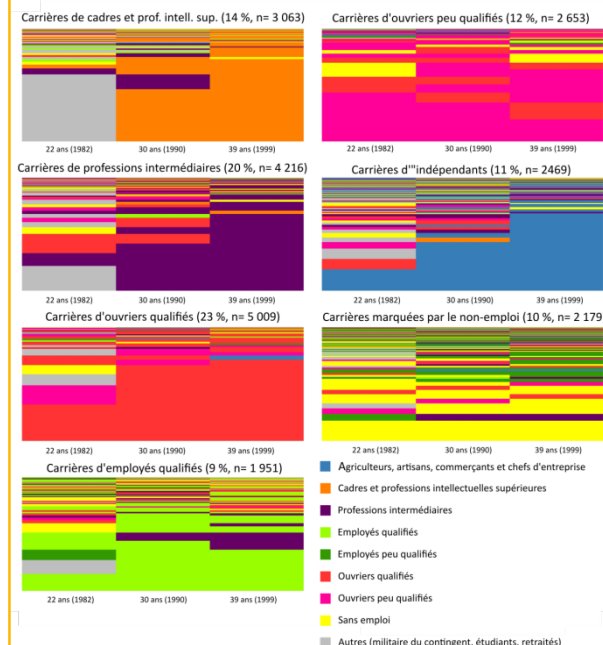 Carrières de cadres et prof. intell. sup. (14 %, n= 3 063)
22 ans (1982) 30 ans (1990) 39 ans (1999)
Carrières d'ouvriers peu qualifiés (12 %, n= 2 653)
22 ans (1982) 30 ans (1990) 39 ans (1999)
Carrières de professions intermédiaires (20 %, n= 4 216)
22 ans (1982) 30 ans (1990) 39 ans (1999)
Carrières d'"indépendants (11 %, n= 2469)
22 ans (1982) 30 ans (1990) 39 ans (1999)
Carrières d'ouvriers qualifiés (23 %, n= 5 009)
22 ans (1982) 30 ans (1990) 39 ans (1999)
Carrières marquées par le non-emploi (10 %, n= 2 179
22 ans (1982) 30 ans (1990) 39 ans (1999)
Carrières d'employés qualifiés (9 %, n= 1 951)
22 ans (1982) 30 ans (1990) 39 ans (1999)
Agriculteurs, artisans, commerçants et chefs d'entreprise
Cadres et professions intellectuelles supérieures
Professions intermédiaires
Employés qualifiés
Employés peu qualifiés
Ouvriers qualifiés
Ouvriers peu qualifiés
Sans emploi
Autres (militaire du contingent, étudiants, retraités)